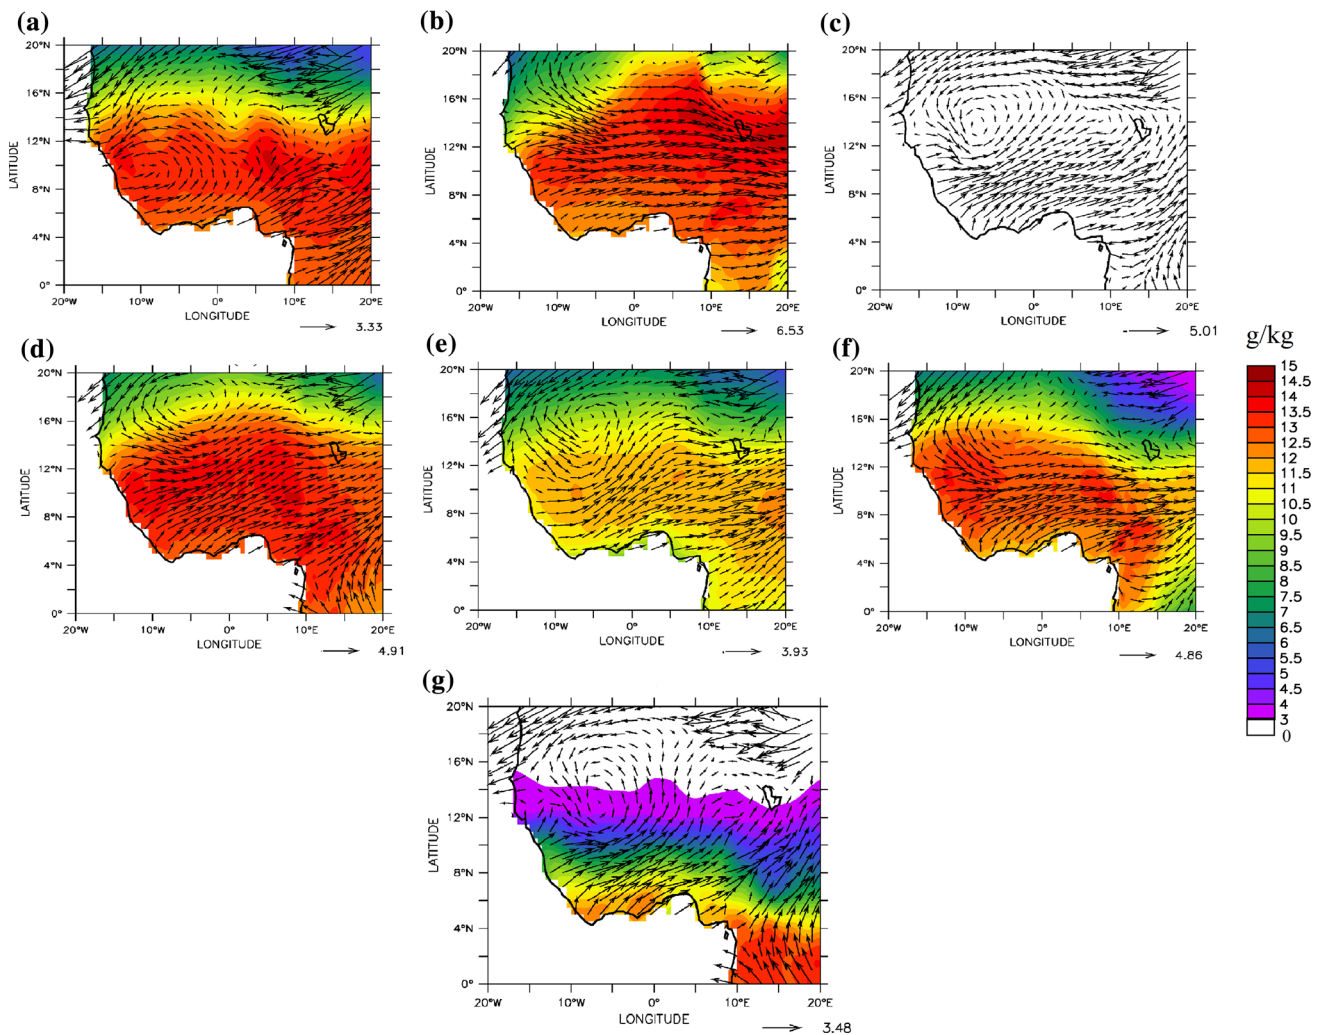 (a)
20°N
16°N
12°N
8°N
4°N
0°
LATITUDE
20°W 10°W 0° 10°E 20°E
LONGITUDE
3.33
(b)
20°N
16°N
12°N
8°N
4°N
0°
LATITUDE
20°W 10°W 0° 10°E 20°E
LONGITUDE
6.53
(c)
20°N
16°N
12°N
8°N
4°N
0°
LATITUDE
20°W 10°W 0° 10°E 20°E
LONGITUDE
5.01
(d)
20°N
16°N
12°N
8°N
4°N
0°
LATITUDE
20°W 10°W 0° 10°E 20°E
LONGITUDE
4.91
(e)
20°N
16°N
12°N
8°N
4°N
0°
LATITUDE
20°W 10°W 0° 10°E 20°E
LONGITUDE
3.93
(f)
20°N
16°N
12°N
8°N
4°N
0°
LATITUDE
20°W 10°W 0° 10°E 20°E
LONGITUDE
4.86
g/kg
15
14.5
14
13.5
13
12.5
12
11.5
11
10.5
10
9.5
9
8.5
8
7.5
7
6.5
6
5.5
5
4.5
4
3
0
(g)
20°N
16°N
12°N
8°N
4°N
0°
LATITUDE
20°W 10°W 0° 10°E 20°E
LONGITUDE
3.48